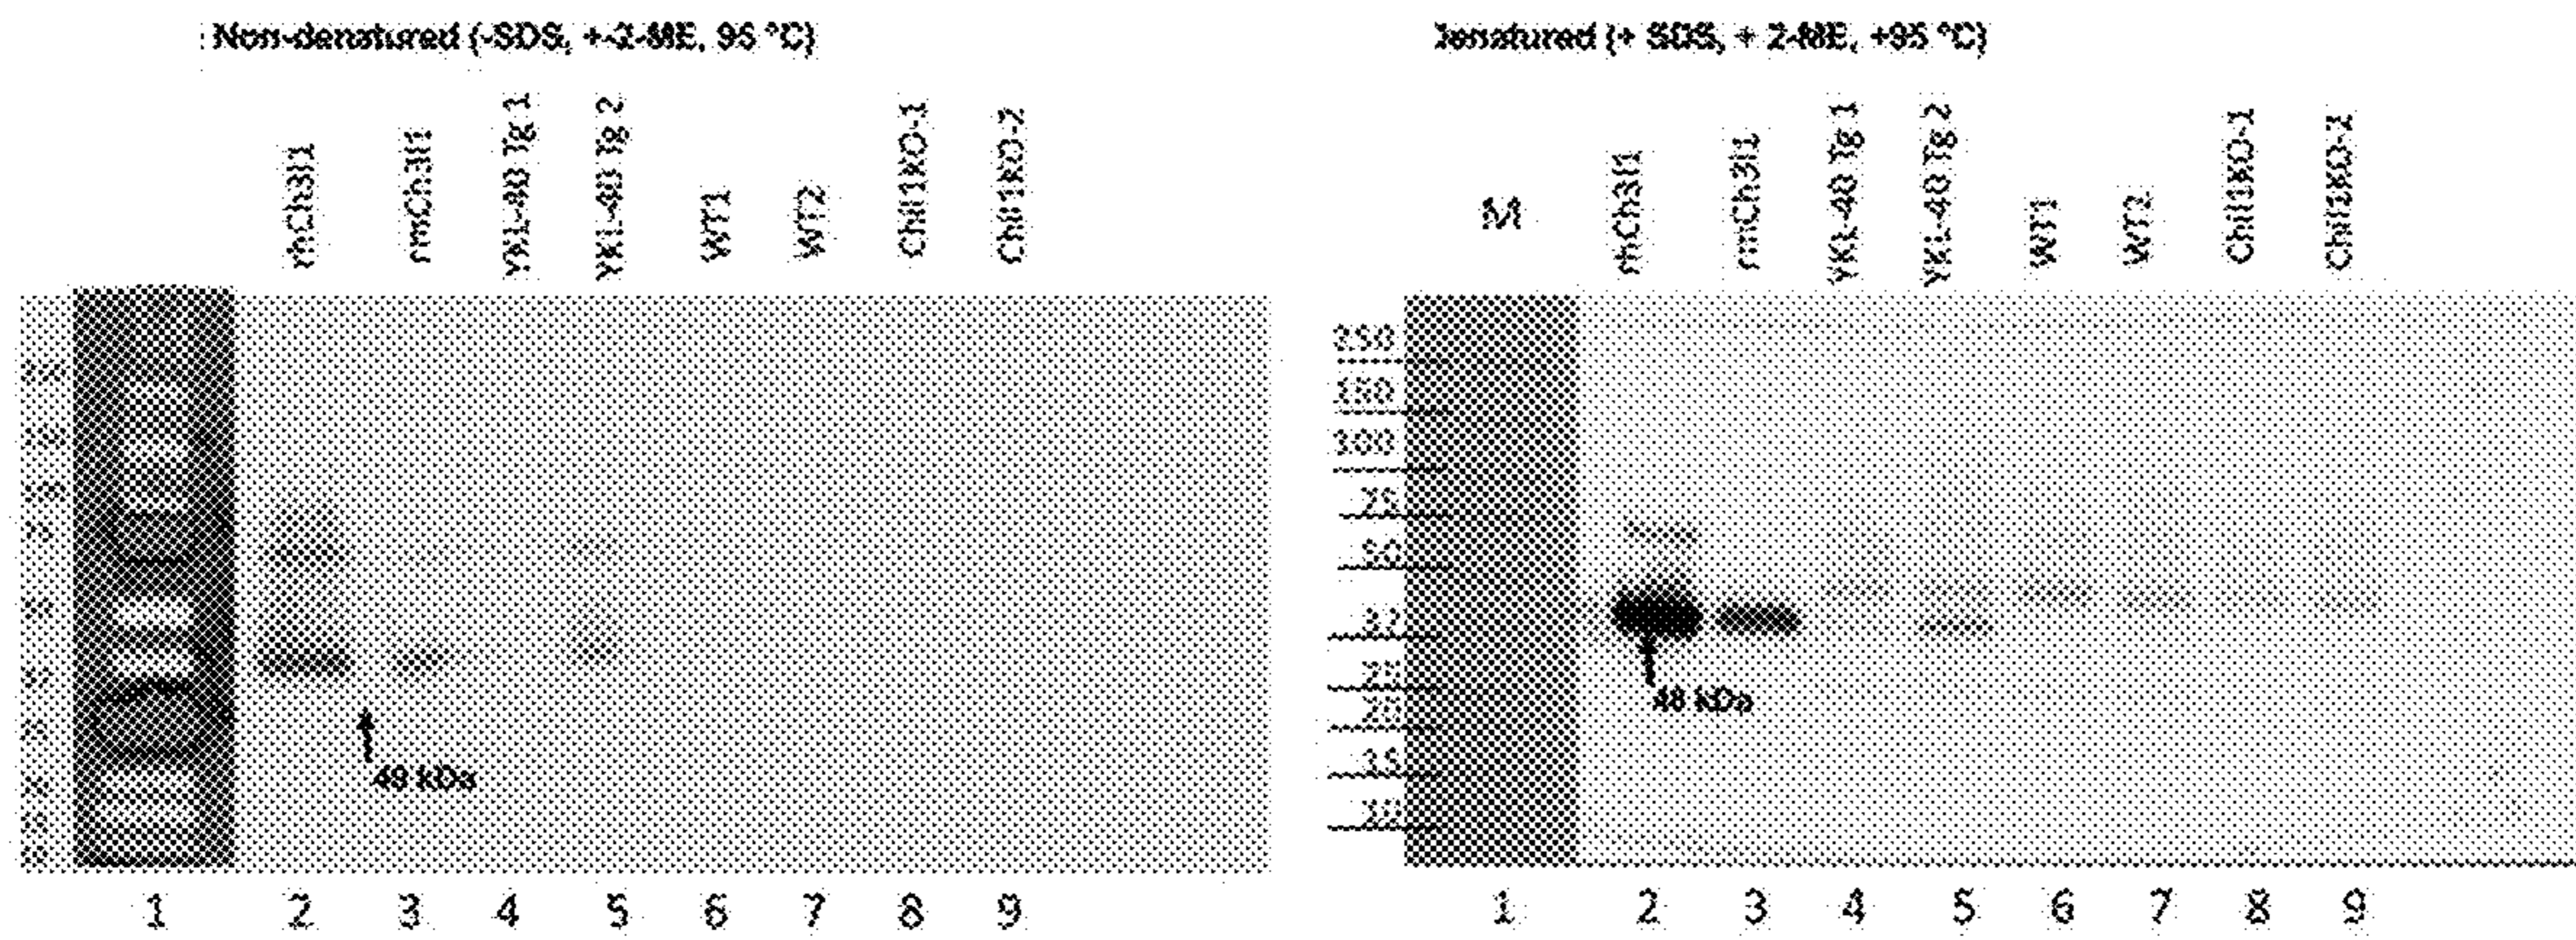 Non-denatured (-SDS, +-2-ME, 95 °C)
rhCh3l1
rmCh3l1
YKL-40 Tg 1
YKL-40 Tg 2
WT1
WT2
Chil1KO-1
Chil1KO-2
49 kDa
1 2 3 4 5 6 7 8 9
Denatured (+ SDS, + 2-ME, +95 °C)
M
rhCh3l1
rmCh3l1
YKL-40 Tg 1
YKL-40 Tg 2
WT1
WT2
Chil1KO-1
Chil1KO-2
250
150
100
75
50
37
25
20
15
10
48 kDa
1 2 3 4 5 6 7 8 9